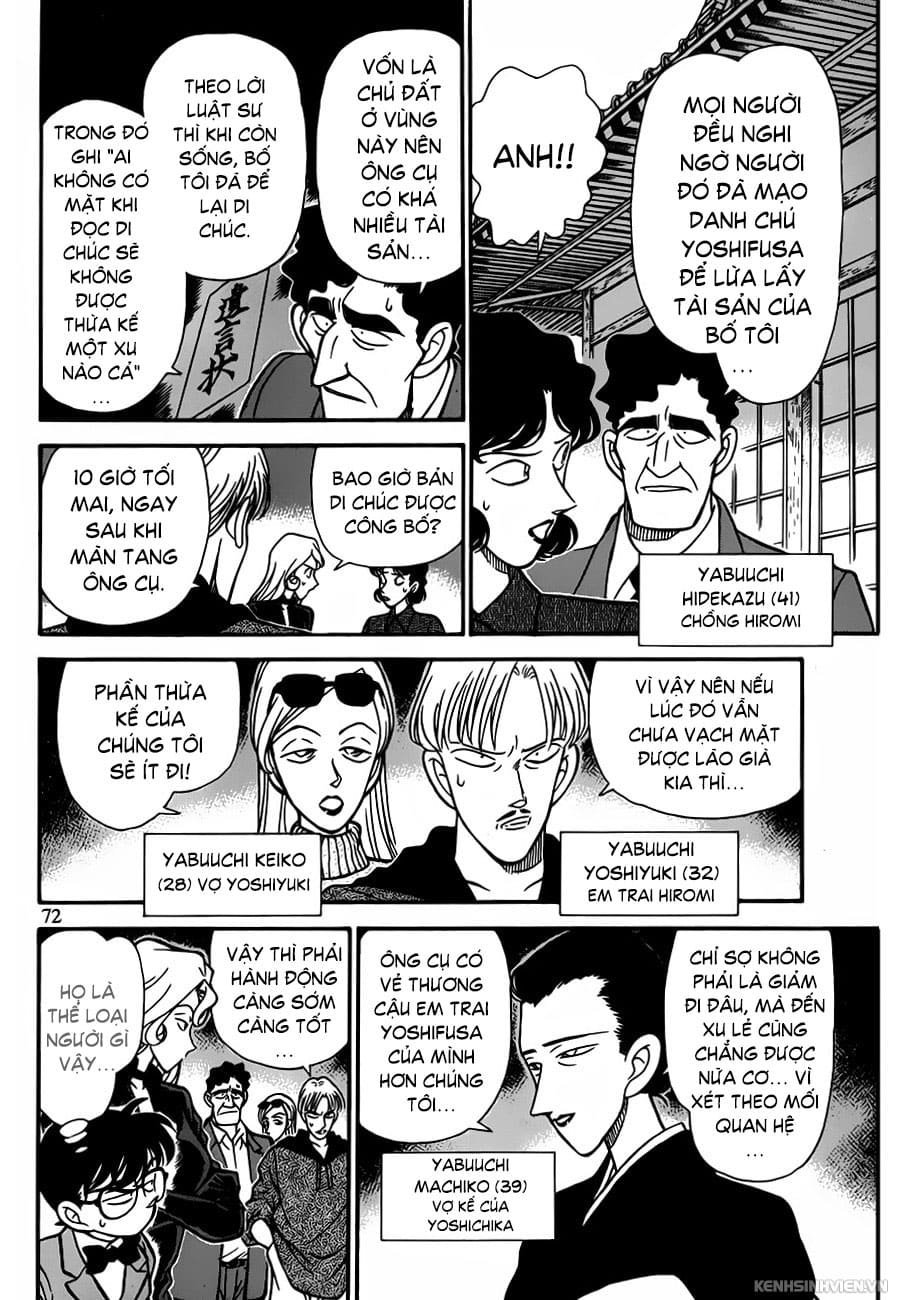 MỌI NGƯỜI
ĐỀU NGHI
NGỜ NGƯỜI
ĐÓ ĐÃ MẠO
DANH CHÚ
YOSHIFUSA
ĐỂ LỪA LẤY
TÀI SẢN CỦA
BỐ TÔI
...
ANH!!
YABUUCHI
HIDEKAZU (41)
CHỒNG HIROMI
VỐN LÀ
CHỦ ĐẤT
Ở VÙNG
NÀY NÊN
ÔNG CỤ
CÓ KHÁ
NHIỀU TÀI
SẢN...
THEO LỜI
LUẬT SƯ
THÌ KHI CÒN
SỐNG, BỐ
TÔI ĐÁ ĐỂ
LẠI DI
CHÚC.
TRONG ĐÓ
GHI "AI
KHÔNG CÓ
MẶT KHI
ĐỌC DI
CHÚC SẼ
KHÔNG
ĐƯỢC
THỪA KẾ
MỘT XU
NÀO CẢ"
...
遺言状
BAO GIỜ BẢN
DI CHÚC ĐƯỢC
CÔNG BỐ?
10 GIỜ TỐI
MAI, NGAY
SAU KHI
MÃN TANG
ÔNG CỤ.
VÌ VẬY NÊN NẾU
LÚC ĐÓ VẪN
CHƯA VẠCH MẶT
ĐƯỢC LÃO GIÀ
KIA THÌ...
YABUUCHI
YOSHIYUKI (32)
EM TRAI HIROMI
PHẦN THỪA
KẾ CỦA
CHÚNG TÔI
SẼ ÍT ĐI!
YABUUCHI KEIKO
(28) VỢ YOSHIYUKI
72
CHỈ SỢ KHÔNG
PHẢI LÀ GIẢM
ĐI ĐÂU, MÀ ĐẾN
XU LẺ CŨNG
CHẲNG ĐƯỢC
NỮA CƠ... VÌ
XÉT THEO MỐI
QUAN HỆ
...
ÔNG CỤ CÓ
VẺ THƯƠNG
CẬU EM TRAI
YOSHIFUSA
CỦA MÌNH
HƠN CHÚNG
TÔI...
YABUUCHI
MACHIKO (39)
VỢ KẾ CỦA
YOSHICHIKA
VẬY THÌ PHẢI
HÀNH ĐỘNG
CÀNG SỚM
CÀNG TỐT
...
HỌ LÀ
THỂ LOẠI
NGƯỜI GÌ
VẬY...
KENHSINHVIEN.VN